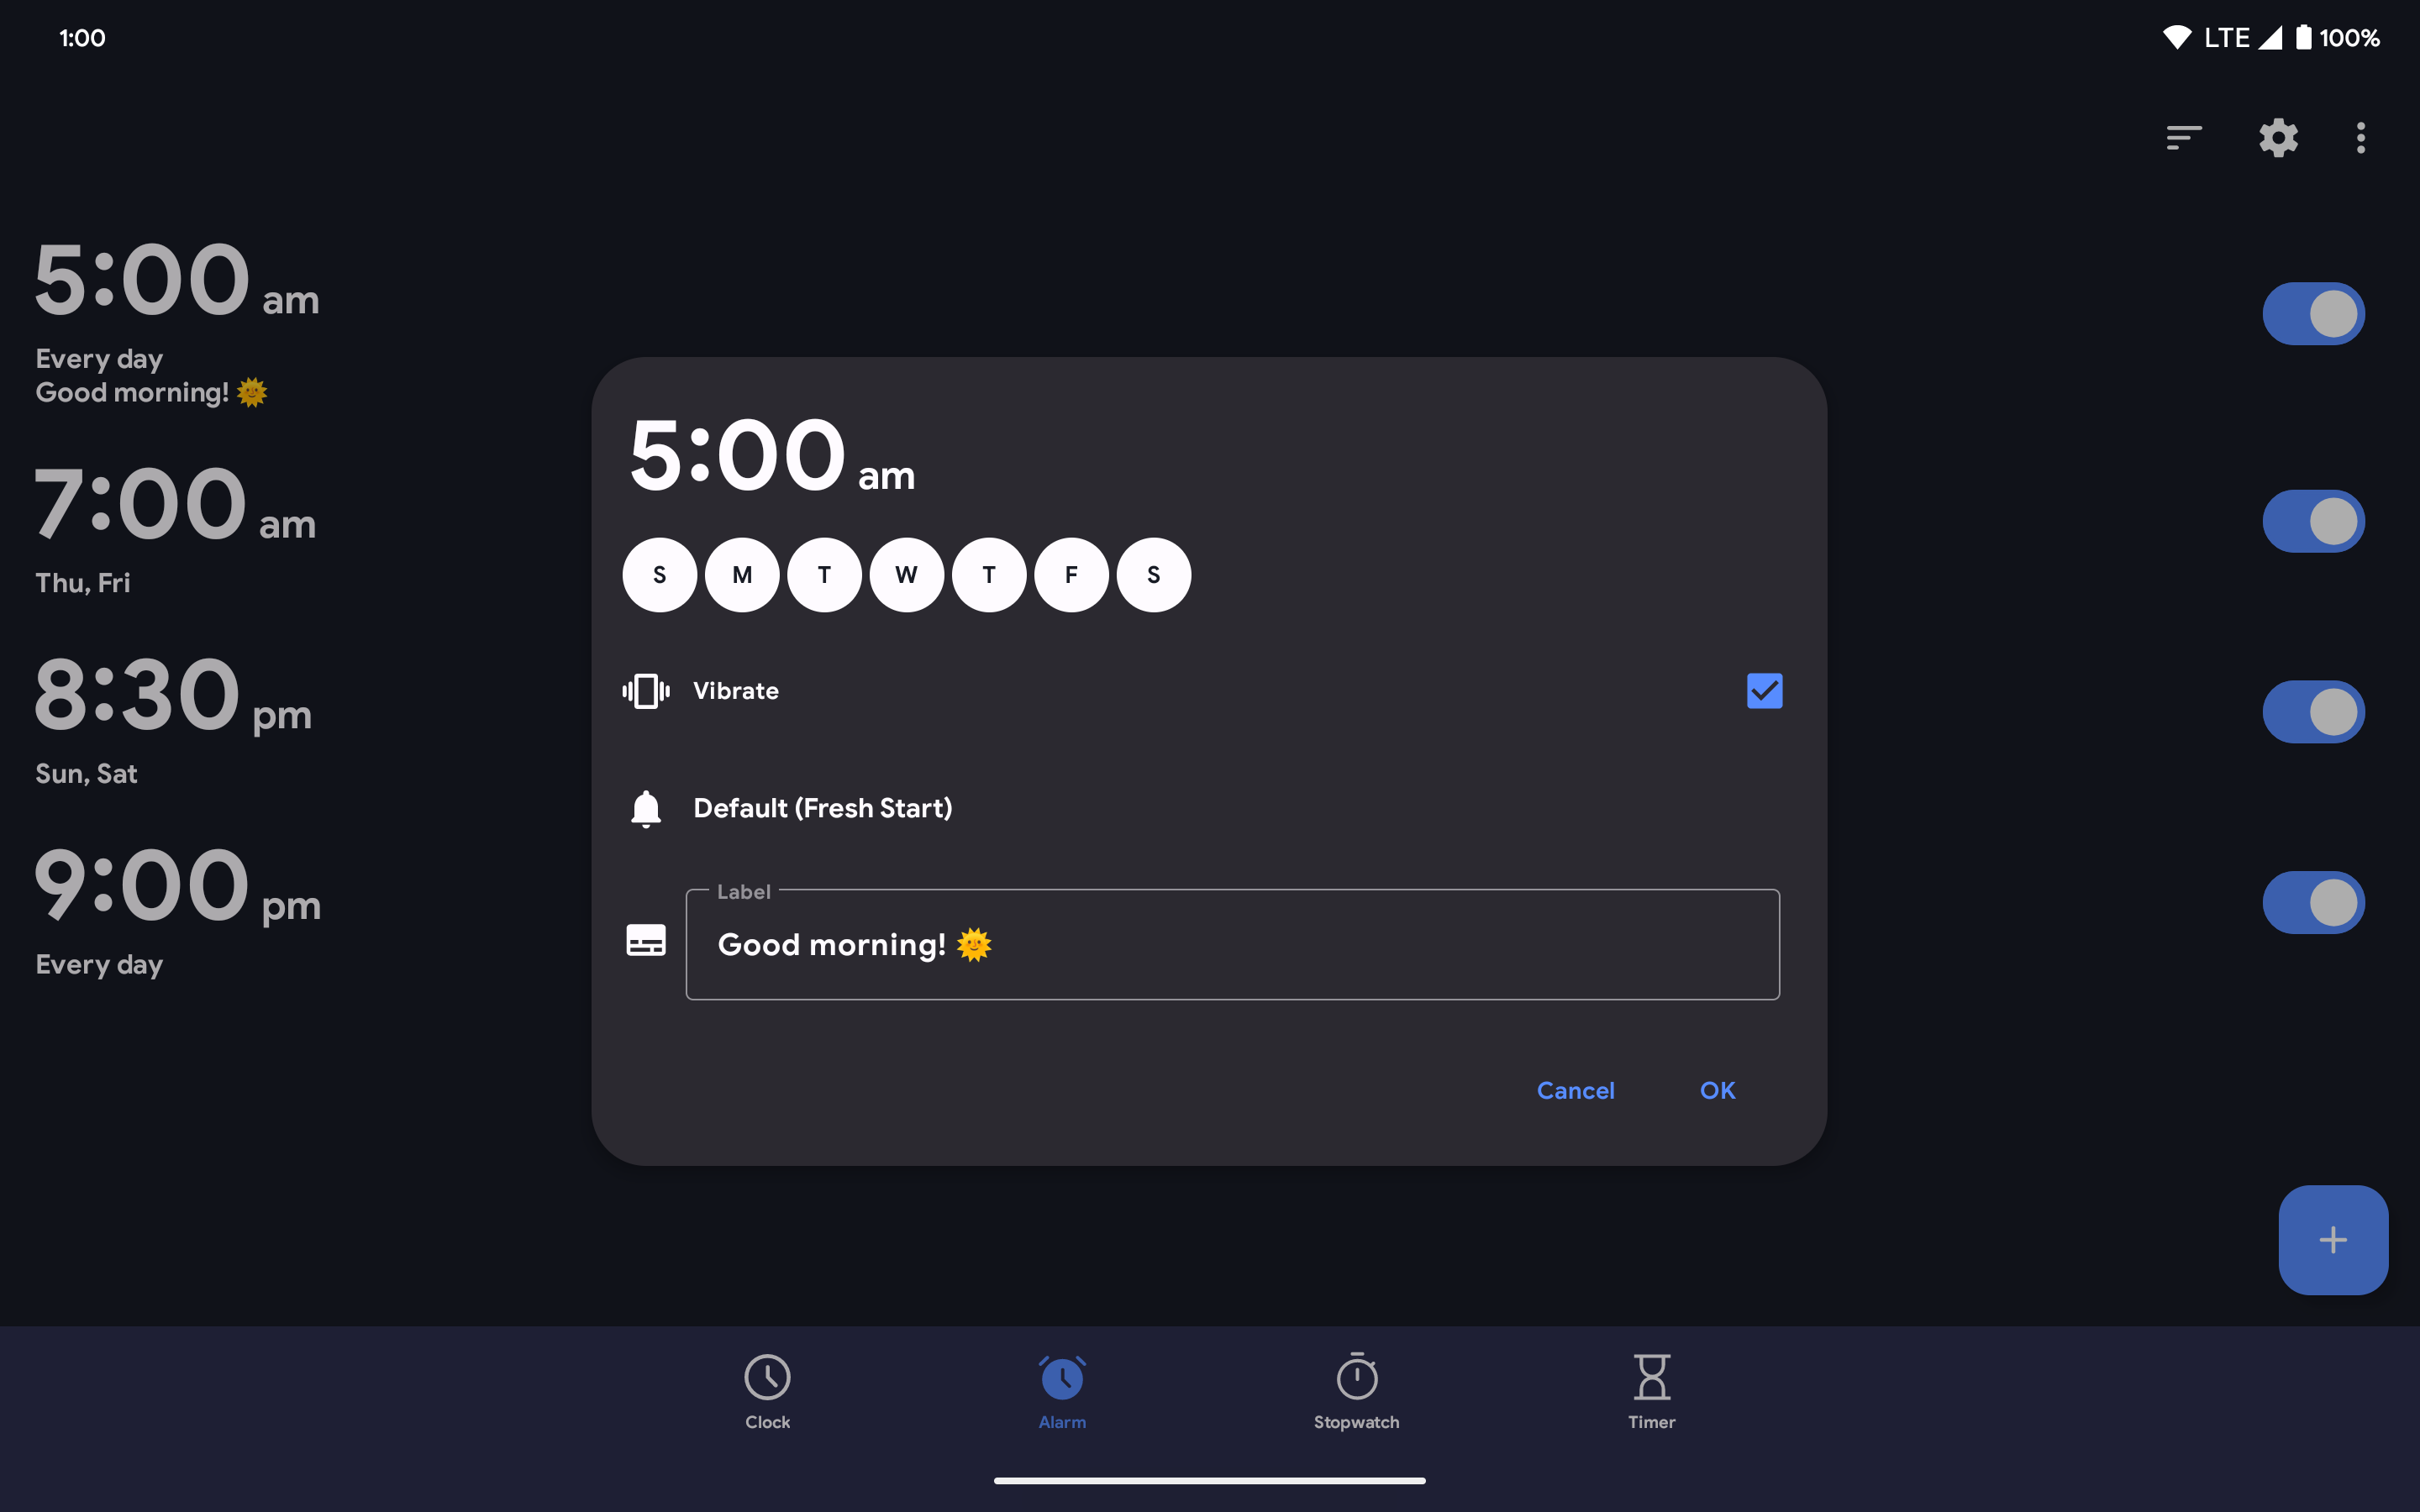 1:00
LTE 100%
5:00 am
Every day
Good morning! 🌞
7:00 am
Thu, Fri
8:30 pm
Sun, Sat
9:00 pm
Every day
5:00 am
S M T W T F S
Vibrate
Default (Fresh Start)
Label
Good morning! 🌞
Cancel OK
Clock Alarm Stopwatch Timer